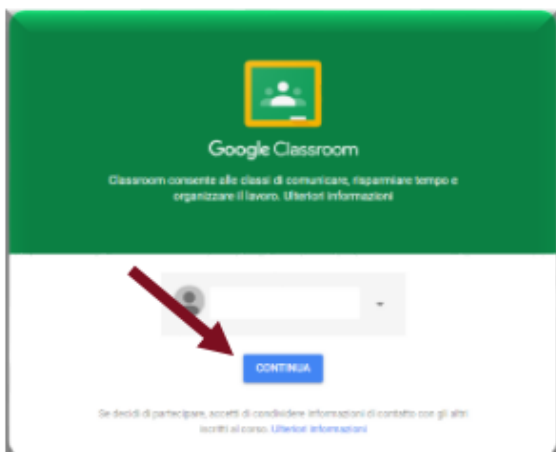 Google Classroom
Classroom consente alle classi di comunicare, risparmiare tempo e
organizzare il lavoro. Ulteriori informazioni
CONTINUA
Se decidi di partecipare, accetti di condividere informazioni di contatto con gli altri
iscritti al corso. Ulteriori informazioni